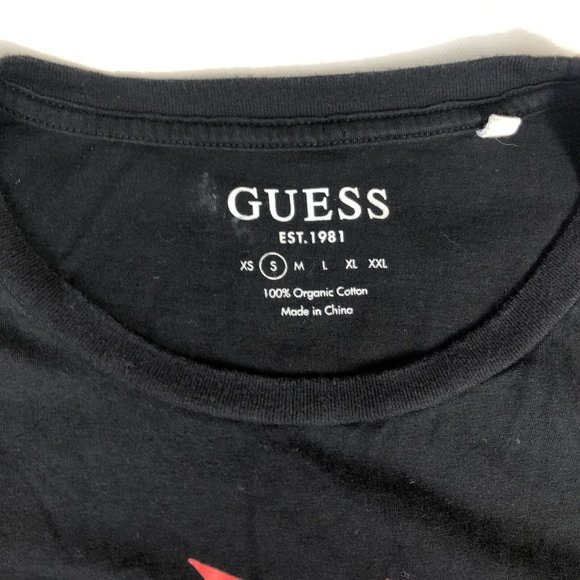 GUESS
EST.1981
XS S M L XL XXL
100% Organic Cotton
Made in China